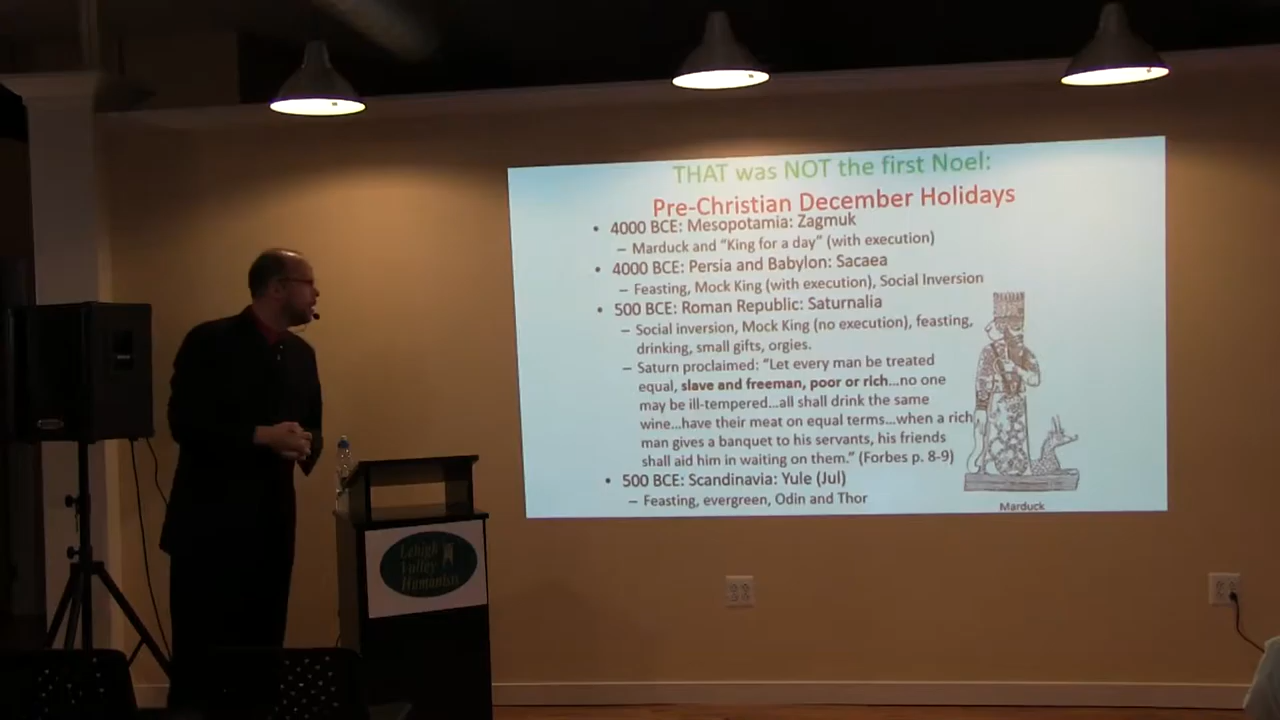 THAT was NOT the first Noel:
Pre-Christian December Holidays
• 4000 BCE: Mesopotamia: Zagmuk
– Marduck and “King for a day” (with execution)
• 4000 BCE: Persia and Babylon: Sacaea
– Feasting, Mock King (with execution), Social Inversion
• 500 BCE: Roman Republic: Saturnalia
– Social inversion, Mock King (no execution), feasting,
drinking, small gifts, orgies.
– Saturn proclaimed: “Let every man be treated
equal, slave and freeman, poor or rich…no one
may be ill-tempered…all shall drink the same
wine…have their meat on equal terms…when a rich
man gives a banquet to his servants, his friends
shall aid him in waiting on them.” (Forbes p. 8-9)
• 500 BCE: Scandinavia: Yule (Jul)
– Feasting, evergreen, Odin and Thor
Marduck
Lehigh
Valley
Humanists